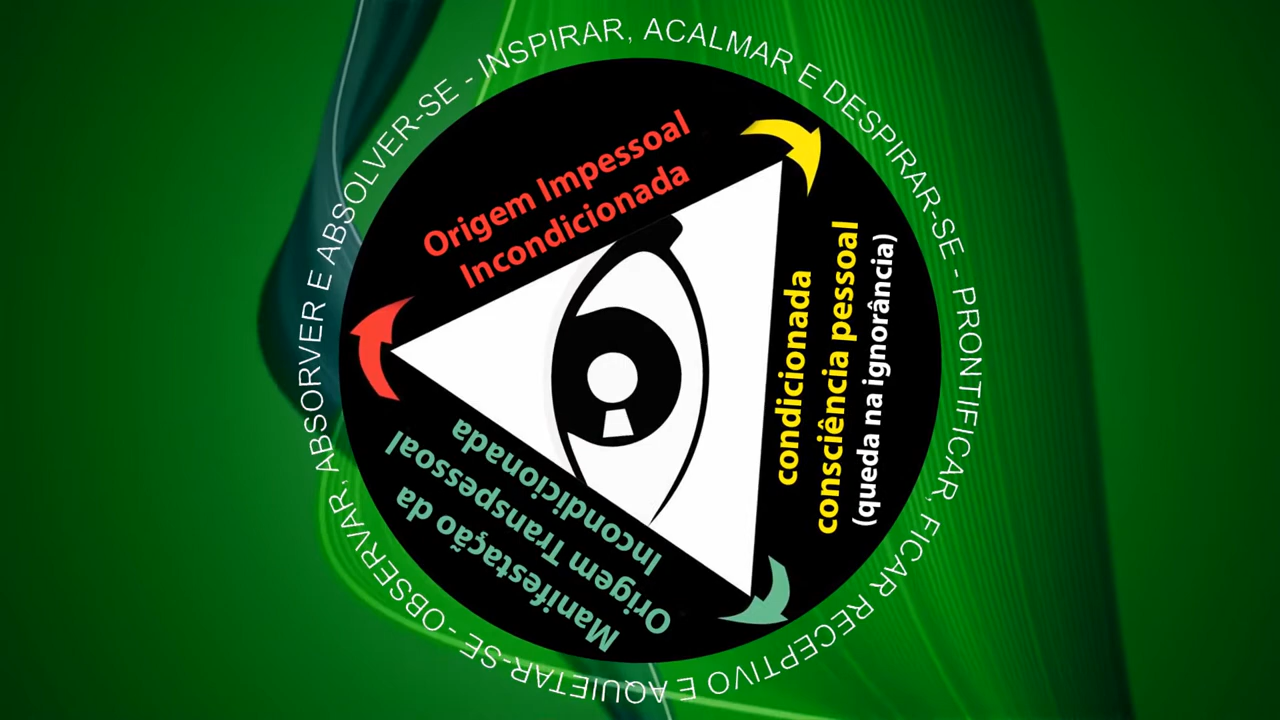 INSPIRAR, ACALMAR E DESPIRAR-SE - PRONTIFICAR, FICAR RECEPTIVO E AQUIETAR-SE - OBSERVAR, ABSORVER E ABSOLVER-SE -
Origem Impessoal
Incondicionada
condicionada
consciência pessoal
(queda na ignorância)
Manifestação da
Origem Transpessoal
Incondicionada